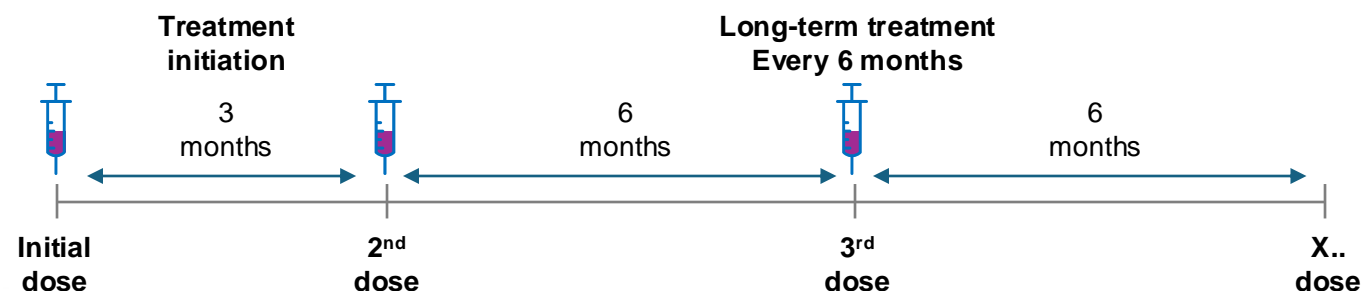 Treatment
initiation
Long-term treatment
Every 6 months
3
months
6
months
6
months
Initial
dose
2nd
dose
3rd
dose
X..
dose